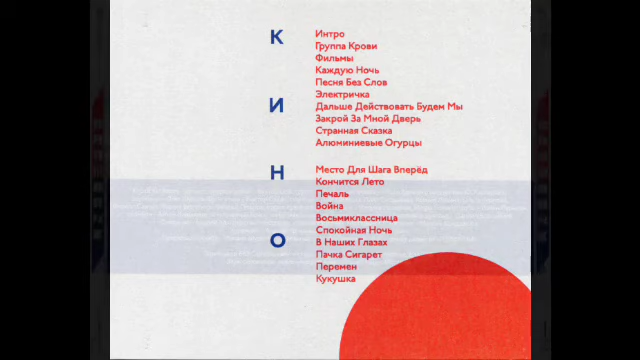 К
И
Н
О
Интро
Группа Крови
Фильмы
Каждую Ночь
Песня Без Слов
Электричка
Дальше Действовать Будем Мы
Закрой За Мной Дверь
Странная Сказка
Алюминиевые Огурцы
Место Для Шага Вперёд
Кончится Лето
Печаль
Война
Восьмиклассница
Спокойная Ночь
В Наших Глазах
Пачка Сигарет
Перемен
Кукушка